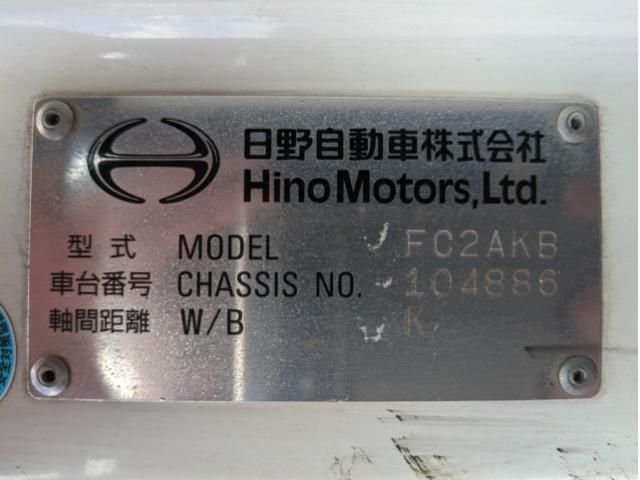 日野自動車株式会社
Hino Motors, Ltd.
型式 MODEL FC2AKB
車台番号 CHASSIS NO. 104886
軸間距離 W/B K